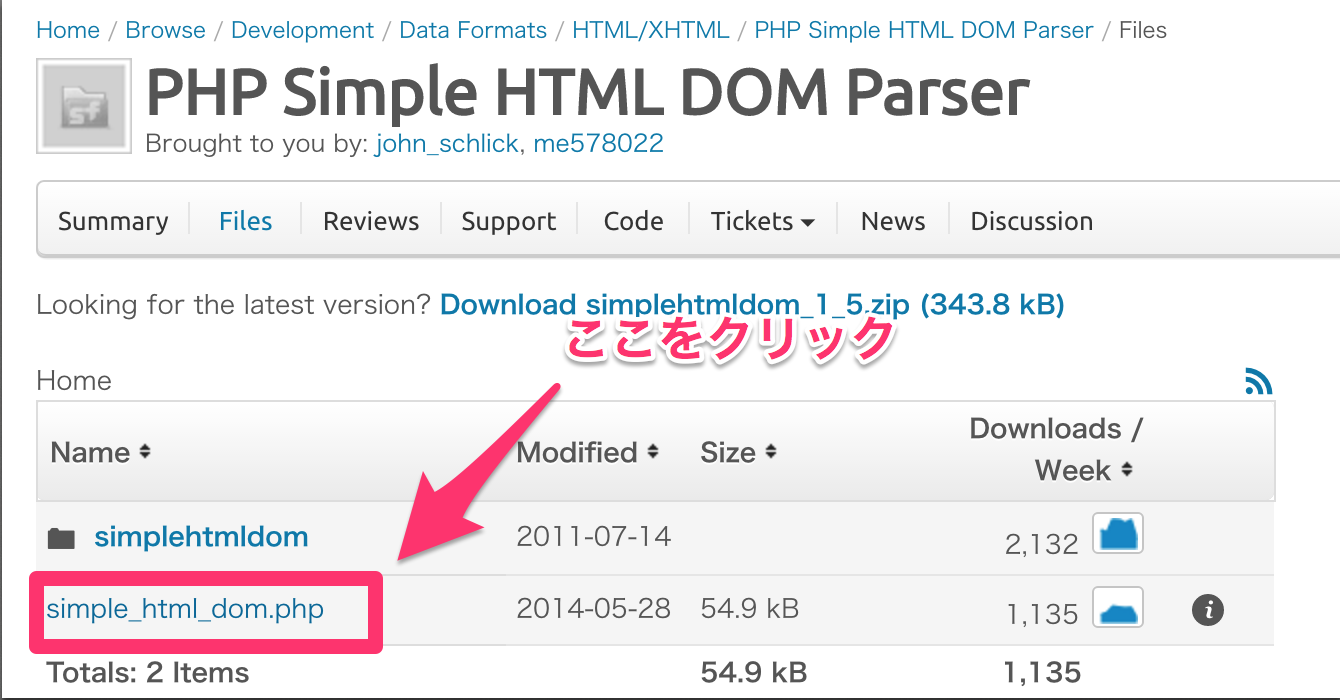 Home / Browse / Development / Data Formats / HTML/XHTML / PHP Simple HTML DOM Parser / Files
sf
PHP Simple HTML DOM Parser
Brought to you by: john_schlick, me578022
Summary Files Reviews Support Code Tickets News Discussion
Looking for the latest version? Download simplehtmldom_1_5.zip (343.8 kB)
ここをクリック
Home
Name Modified Size Downloads /
Week
simplehtmldom 2011-07-14 2,132
simple_html_dom.php 2014-05-28 54.9 kB 1,135 i
Totals: 2 Items 54.9 kB 1,135